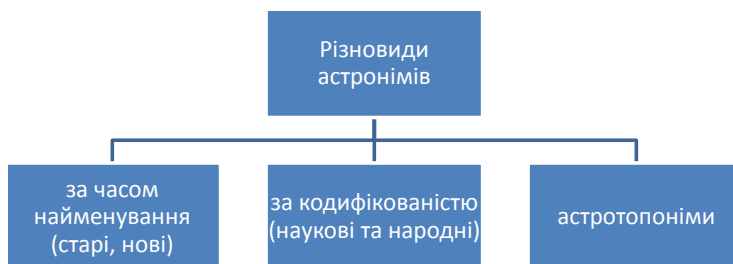 Різновиди
астронімів
за часом
найменування
(старі, нові)
за кодифікованістю
(наукові та народні)
астротопоніми